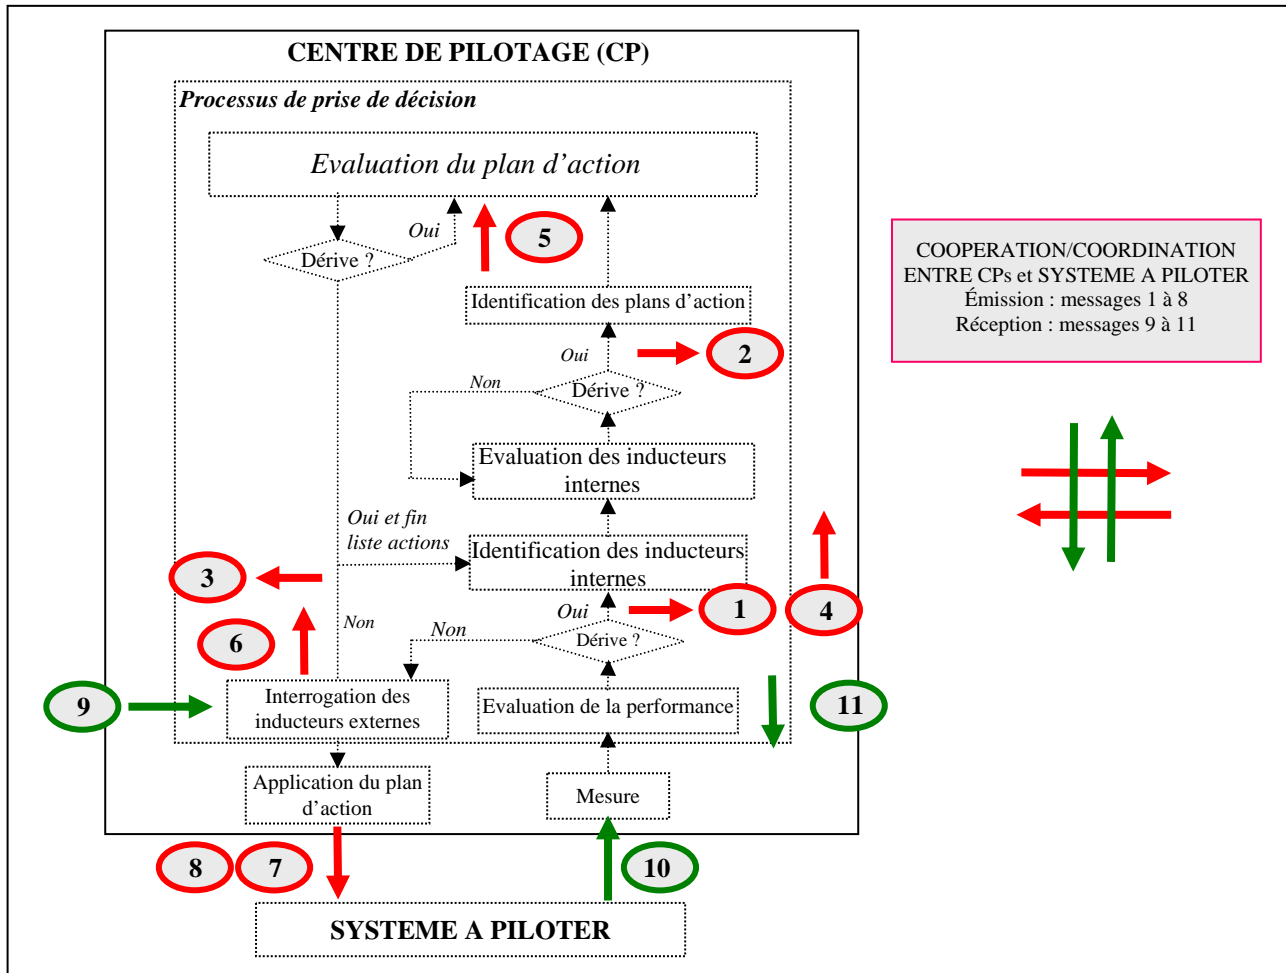 CENTRE DE PILOTAGE (CP)
Processus de prise de décision
Evaluation du plan d’action
Oui
5
Dérive ?
Identification des plans d’action
Oui
2
Non
Dérive ?
Evaluation des inducteurs
internes
Oui et fin
liste actions
Identification des inducteurs
internes
3
Oui
1
4
6
Non
Non
Dérive ?
9
Interrogation des
inducteurs externes
Evaluation de la performance
11
Application du plan
d’action
Mesure
8
7
10
SYSTEME A PILOTER
COOPERATION/COORDINATION
ENTRE CPs et SYSTEME A PILOTER
Émission : messages 1 à 8
Réception : messages 9 à 11